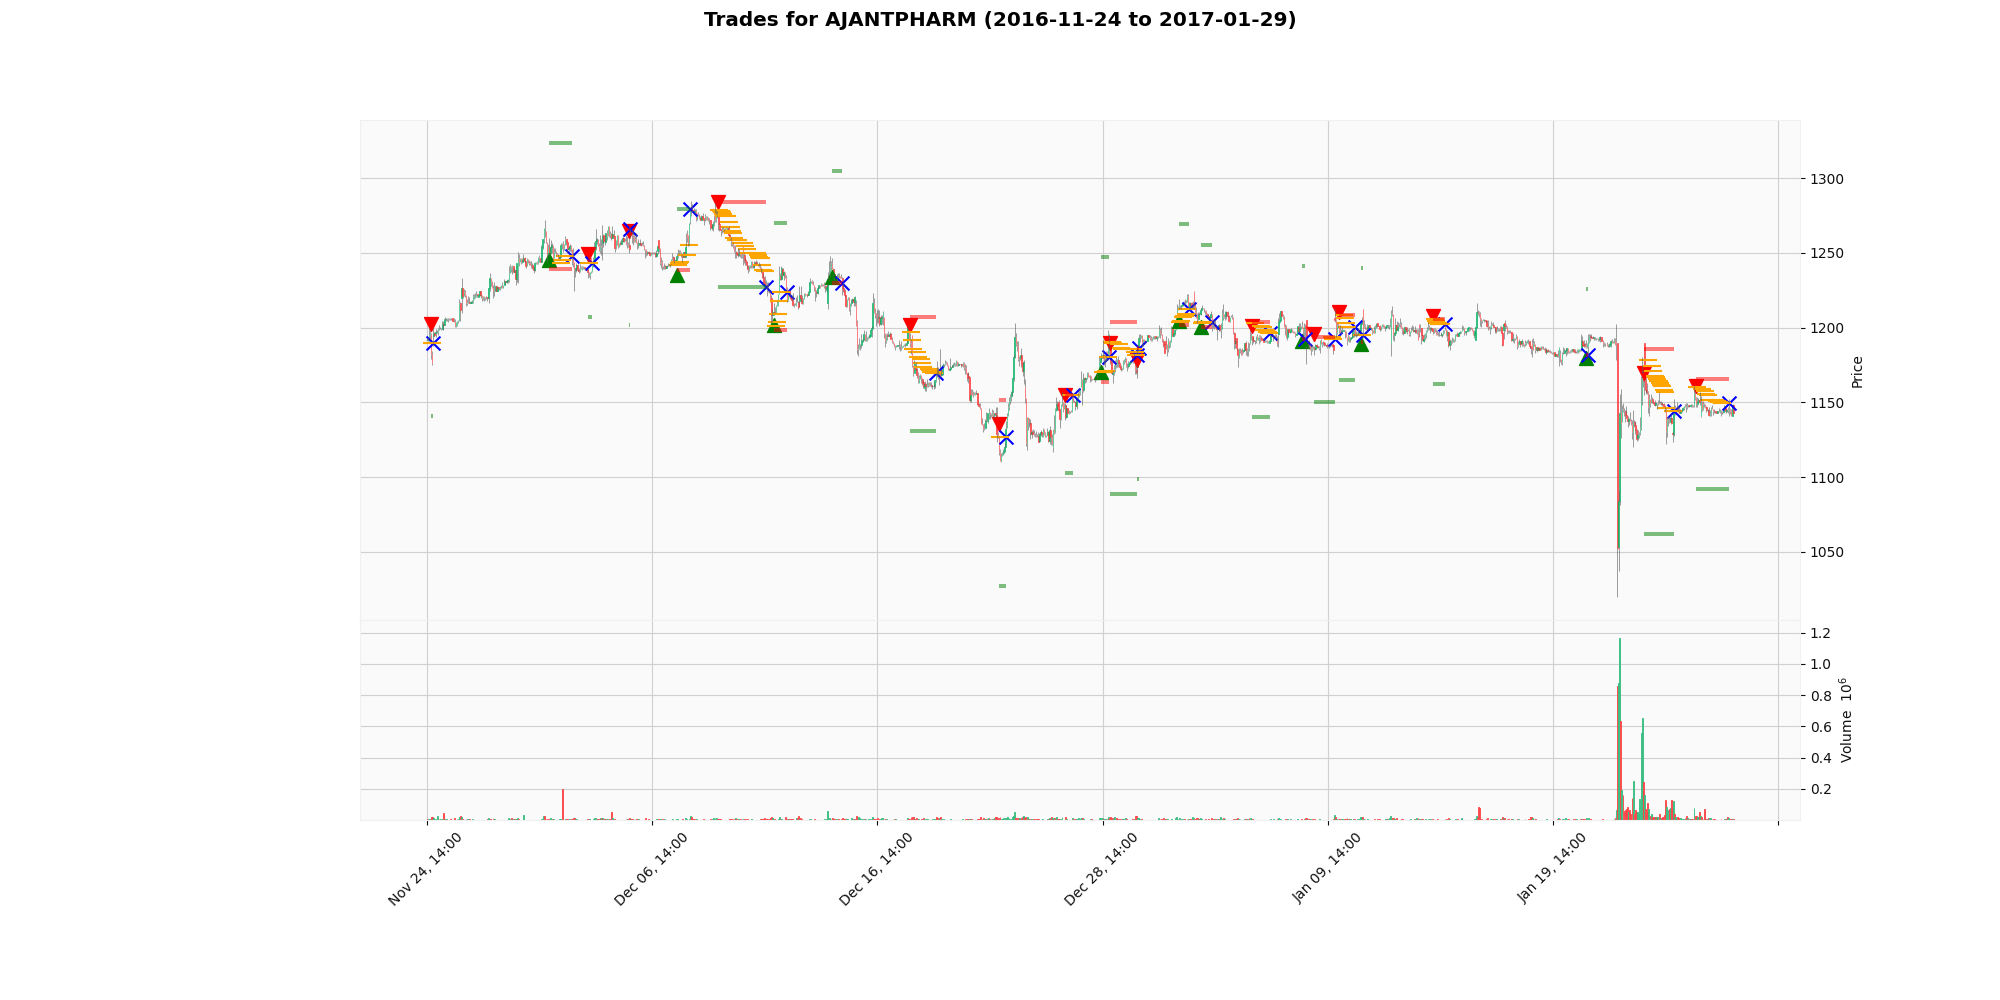 Trades for AJANTPHARM (2016-11-24 to 2017-01-29)
1300
1250
1200
1150
1100
1050
Price
1.2
1.0
0.8
0.6
0.4
0.2
Volume 10^6
Nov 24, 14:00
Dec 06, 14:00
Dec 16, 14:00
Dec 28, 14:00
Jan 09, 14:00
Jan 19, 14:00